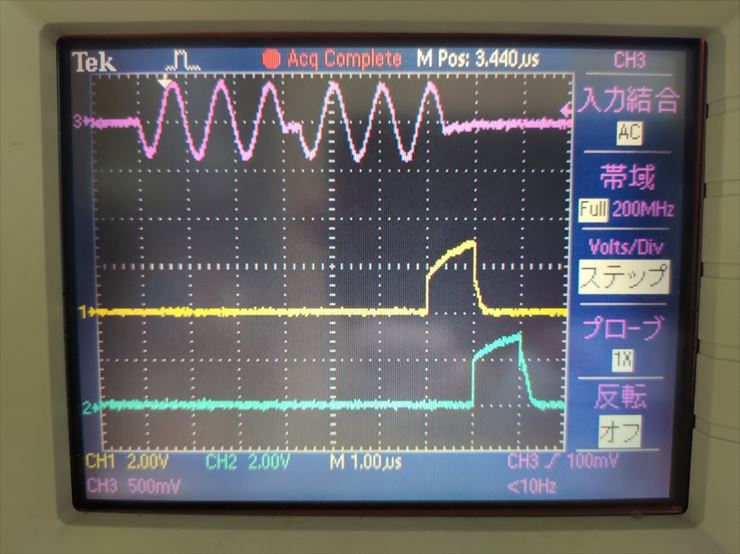 Tek Acq Complete M Pos: 3.440µs CH3
入力結合
AC
帯域
Full 200MHz
Volts/Div
ステップ
プローブ
1X
反転
オフ
3
1
2
CH1 2.00V CH2 2.00V M 1.00µs CH3 100mV
CH3 500mV <10Hz